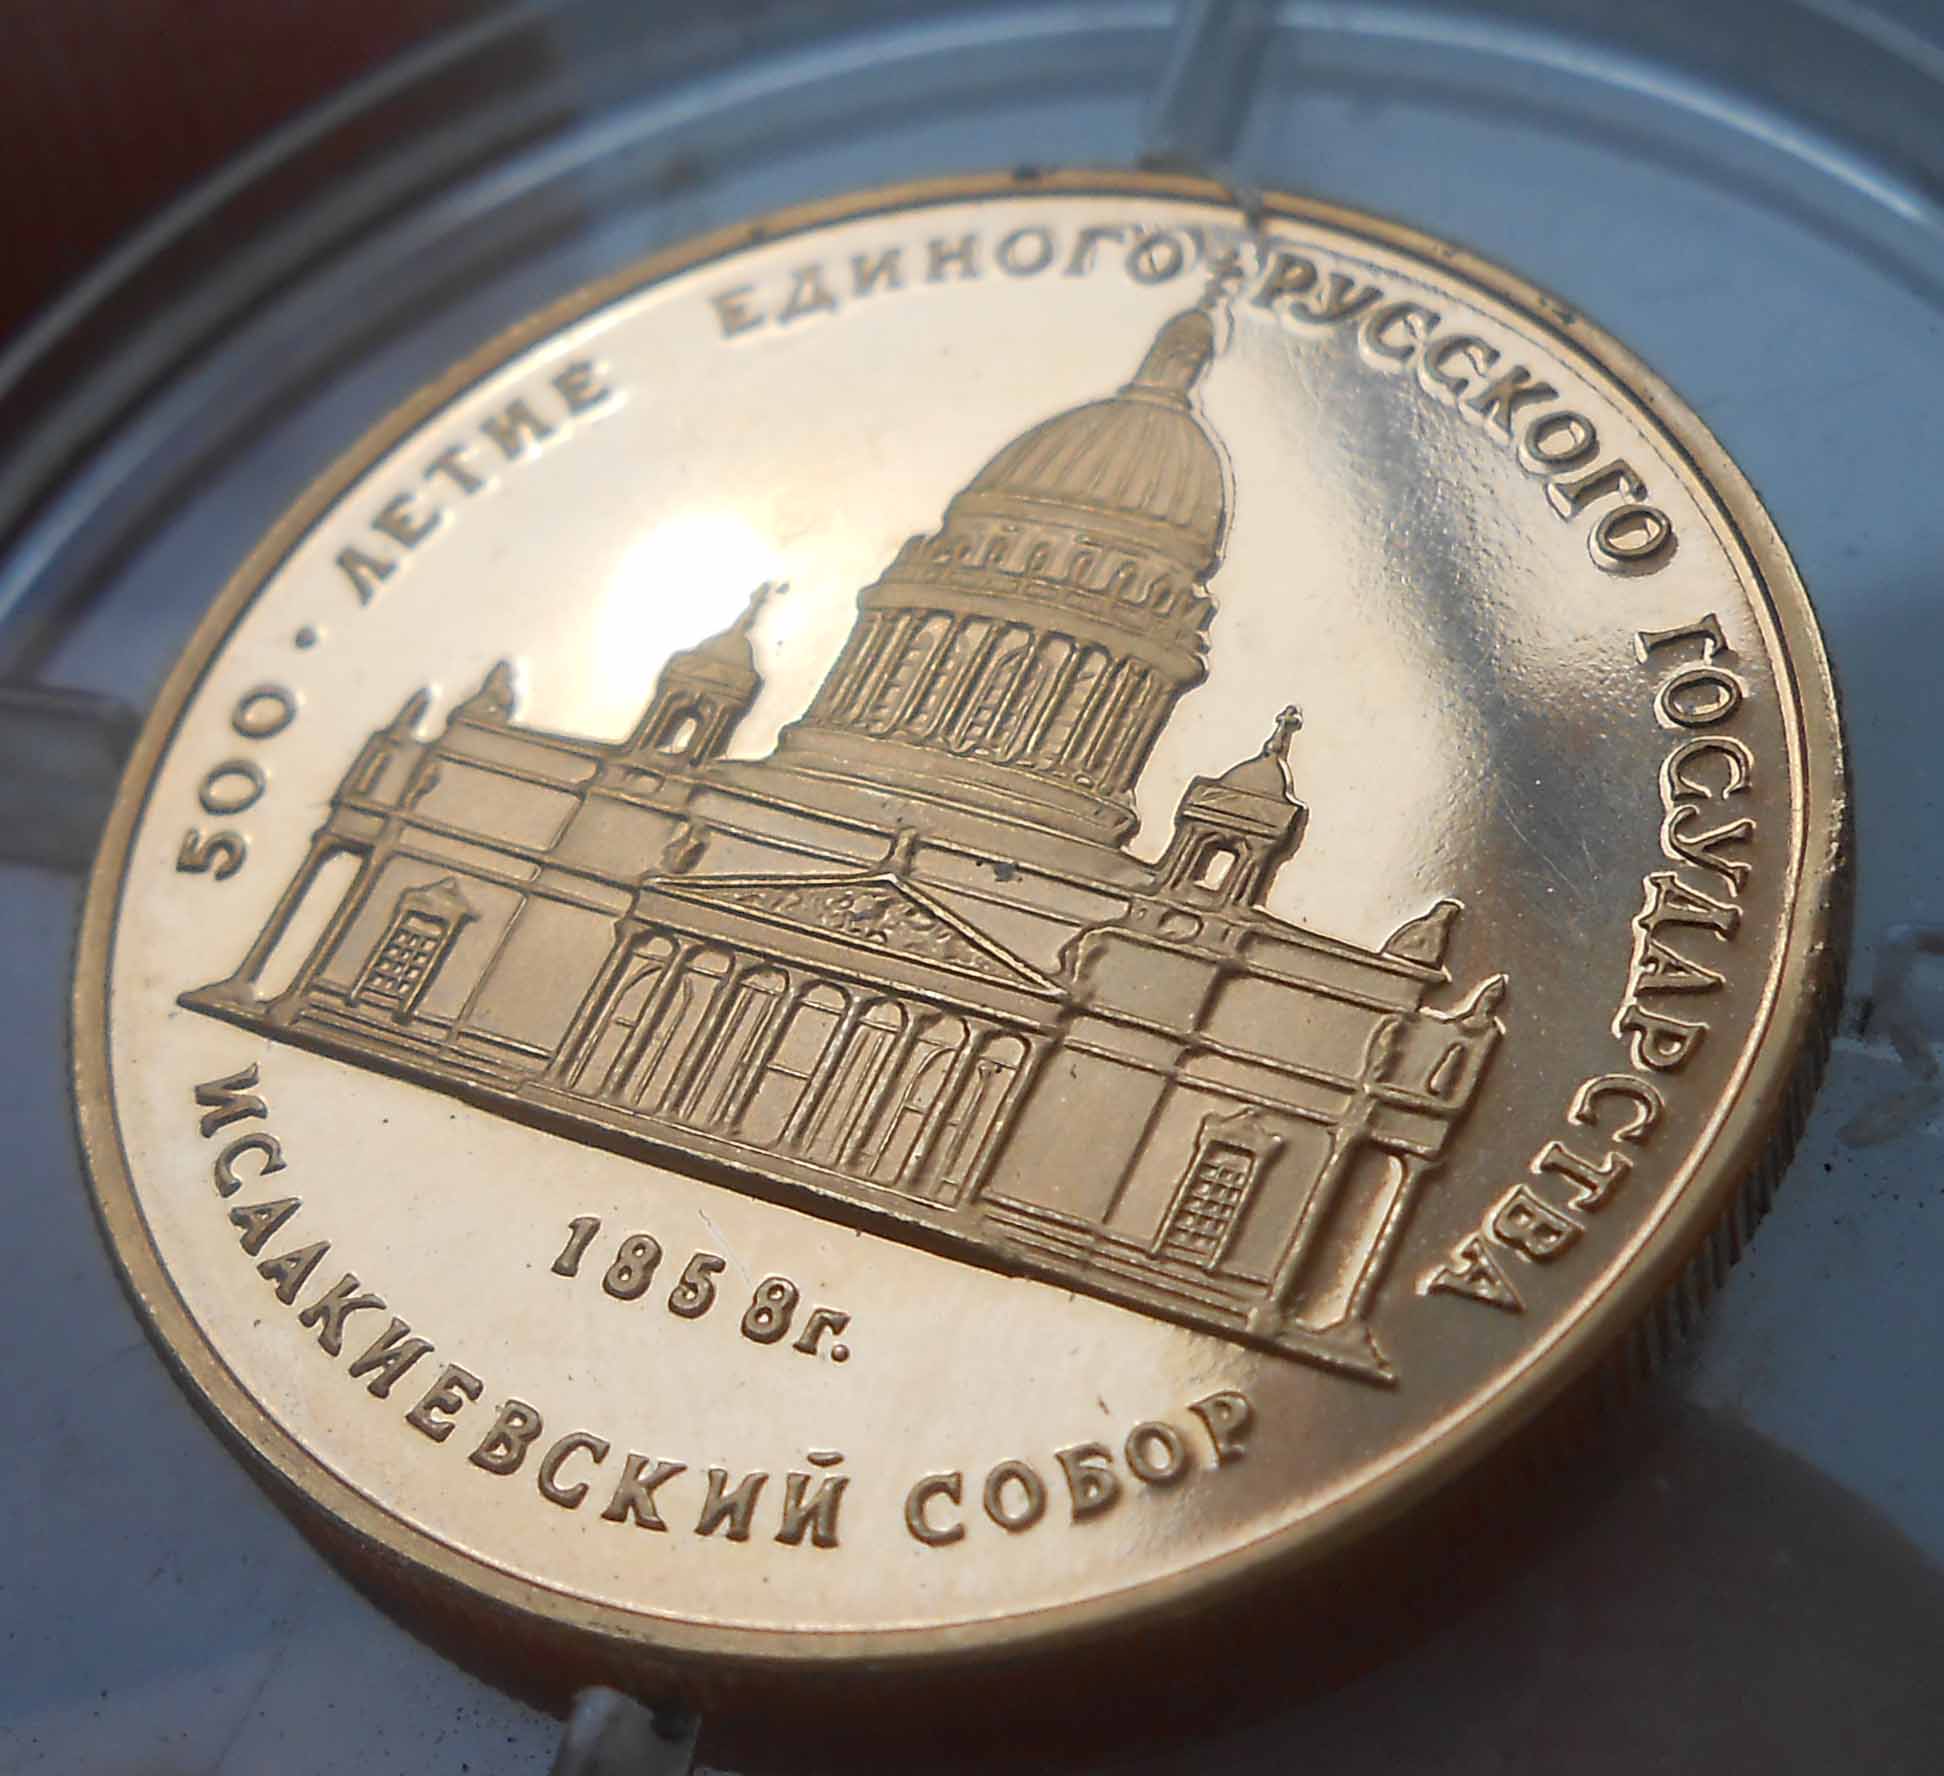 500·ЛЕТИЕ ЕДИНОГО РУССКОГО ГОСУДАРСТВА
1858г.
ИСААКИЕВСКИЙ СОБОР